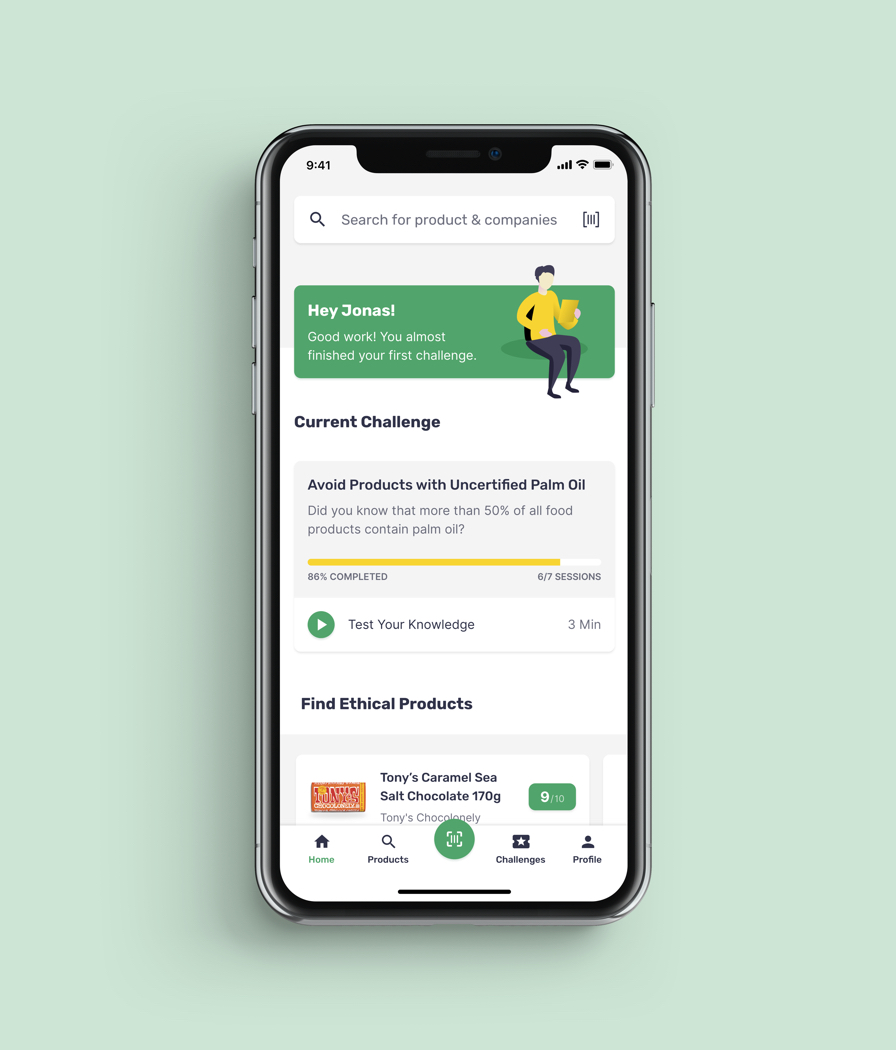 9:41
Search for product & companies
Hey Jonas!
Good work! You almost
finished your first challenge.
Current Challenge
Avoid Products with Uncertified Palm Oil
Did you know that more than 50% of all food
products contain palm oil?
86% COMPLETED
6/7 SESSIONS
Test Your Knowledge
3 Min
Find Ethical Products
Tony’s Caramel Sea
Salt Chocolate 170g
TONY'S
CHOCOLONELY
9/10
Tony's Chocolonely
Home
Products
Challenges
Profile